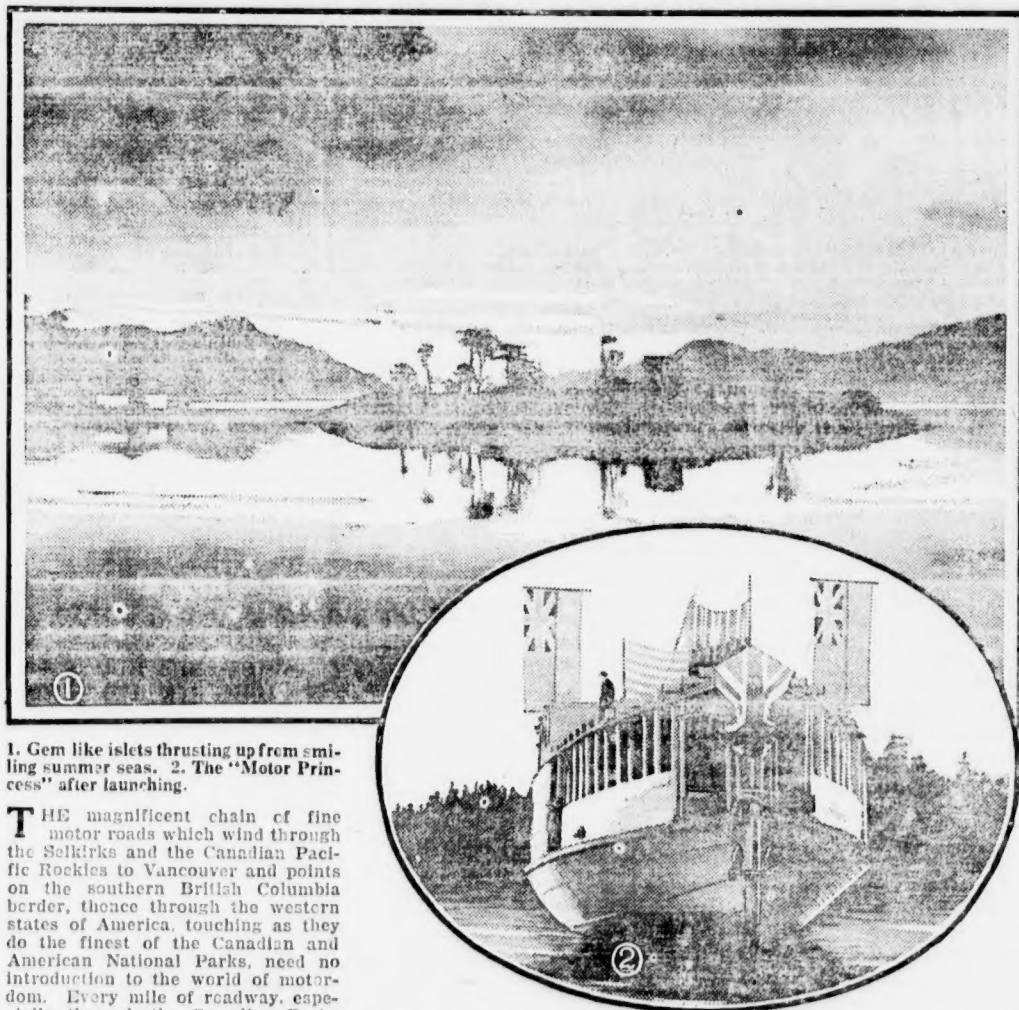 ①
②
1. Gem like islets thrusting up from smi-
ling summer seas. 2. The "Motor Prin-
cess" after launching.
THE magnificent chain of fine
motor roads which wind through
the Selkirks and the Canadian Paci-
fic Rockies to Vancouver and points
on the southern British Columbia
border, thence through the western
states of America, touching as they
do the finest of the Canadian and
American National Parks, need no
introduction to the world of motor-
dom. Every mile of roadway, espe-